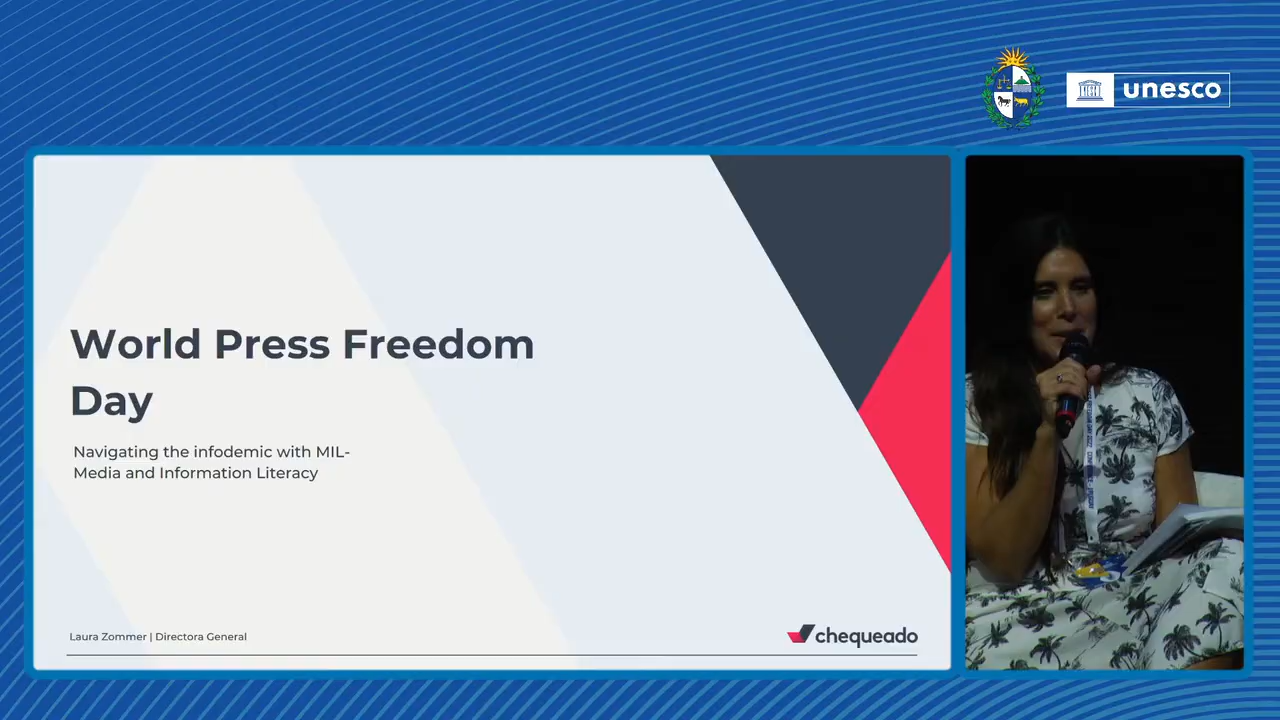 unesco
World Press Freedom
Day
Navigating the infodemic with MIL-
Media and Information Literacy
Laura Zommer | Directora General
chequeado